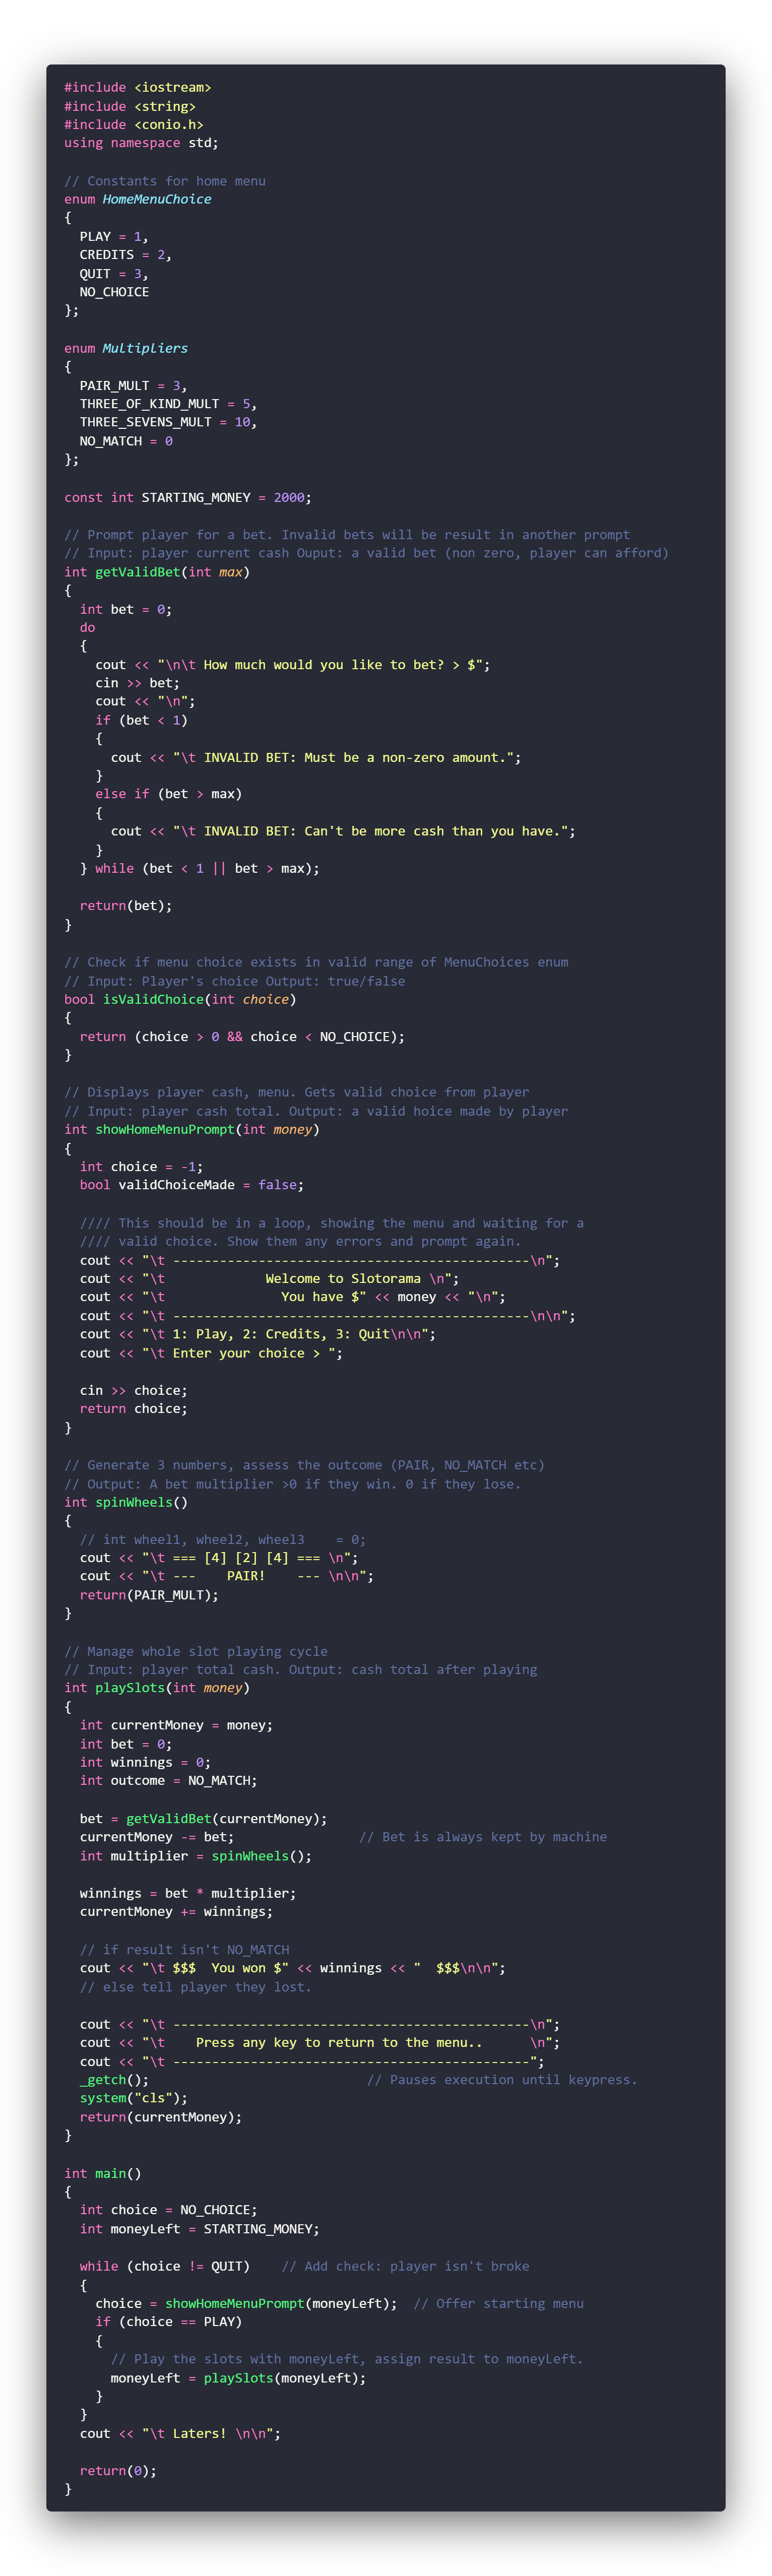 #include <iostream>
#include <string>
#include <conio.h>
using namespace std;

// Constants for home menu
enum HomeMenuChoice
{
  PLAY = 1,
  CREDITS = 2,
  QUIT = 3,
  NO_CHOICE
};

enum Multipliers
{
  PAIR_MULT = 3,
  THREE_OF_KIND_MULT = 5,
  THREE_SEVENS_MULT = 10,
  NO_MATCH = 0
};

const int STARTING_MONEY = 2000;

// Prompt player for a bet. Invalid bets will be result in another prompt
// Input: player current cash Ouput: a valid bet (non zero, player can afford)
int getValidBet(int max)
{
  int bet = 0;
  do
  {
    cout << "\n\t How much would you like to bet? > $";
    cin >> bet;
    cout << "\n";
    if (bet < 1)
    {
      cout << "\t INVALID BET: Must be a non-zero amount.";
    }
    else if (bet > max)
    {
      cout << "\t INVALID BET: Can't be more cash than you have.";
    }
  } while (bet < 1 || bet > max);

  return(bet);
}

// Check if menu choice exists in valid range of MenuChoices enum
// Input: Player's choice Output: true/false
bool isValidChoice(int choice)
{
  return (choice > 0 && choice < NO_CHOICE);
}

// Displays player cash, menu. Gets valid choice from player
// Input: player cash total. Output: a valid hoice made by player
int showHomeMenuPrompt(int money)
{
  int choice = -1;
  bool validChoiceMade = false;

  //// This should be in a loop, showing the menu and waiting for a
  //// valid choice. Show them any errors and prompt again.
  cout << "\t ----------------------------------------------\n";
  cout << "\t             Welcome to Slotorama \n";
  cout << "\t               You have $" << money << "\n";
  cout << "\t ----------------------------------------------\n\n";
  cout << "\t 1: Play, 2: Credits, 3: Quit\n\n";
  cout << "\t Enter your choice > ";

  cin >> choice;
  return choice;
}

// Generate 3 numbers, assess the outcome (PAIR, NO_MATCH etc)
// Output: A bet multiplier >0 if they win. 0 if they lose.
int spinWheels()
{
  // int wheel1, wheel2, wheel3    = 0;
  cout << "\t === [4] [2] [4] === \n";
  cout << "\t ---    PAIR!    --- \n\n";
  return(PAIR_MULT);
}

// Manage whole slot playing cycle
// Input: player total cash. Output: cash total after playing
int playSlots(int money)
{
  int currentMoney = money;
  int bet = 0;
  int winnings = 0;
  int outcome = NO_MATCH;

  bet = getValidBet(currentMoney);
  currentMoney -= bet;                // Bet is always kept by machine
  int multiplier = spinWheels();

  winnings = bet * multiplier;
  currentMoney += winnings;

  // if result isn't NO_MATCH
  cout << "\t $$$  You won $" << winnings << "  $$$\n\n";
  // else tell player they lost.

  cout << "\t ----------------------------------------------\n";
  cout << "\t    Press any key to return to the menu..      \n";
  cout << "\t ----------------------------------------------";
  _getch();                            // Pauses execution until keypress.
  system("cls");
  return(currentMoney);
}

int main()
{
  int choice = NO_CHOICE;
  int moneyLeft = STARTING_MONEY;

  while (choice != QUIT)    // Add check: player isn't broke
  {
    choice = showHomeMenuPrompt(moneyLeft);  // Offer starting menu
    if (choice == PLAY)
    {
      // Play the slots with moneyLeft, assign result to moneyLeft.
      moneyLeft = playSlots(moneyLeft);
    }
  }
  cout << "\t Laters! \n\n";

  return(0);
}